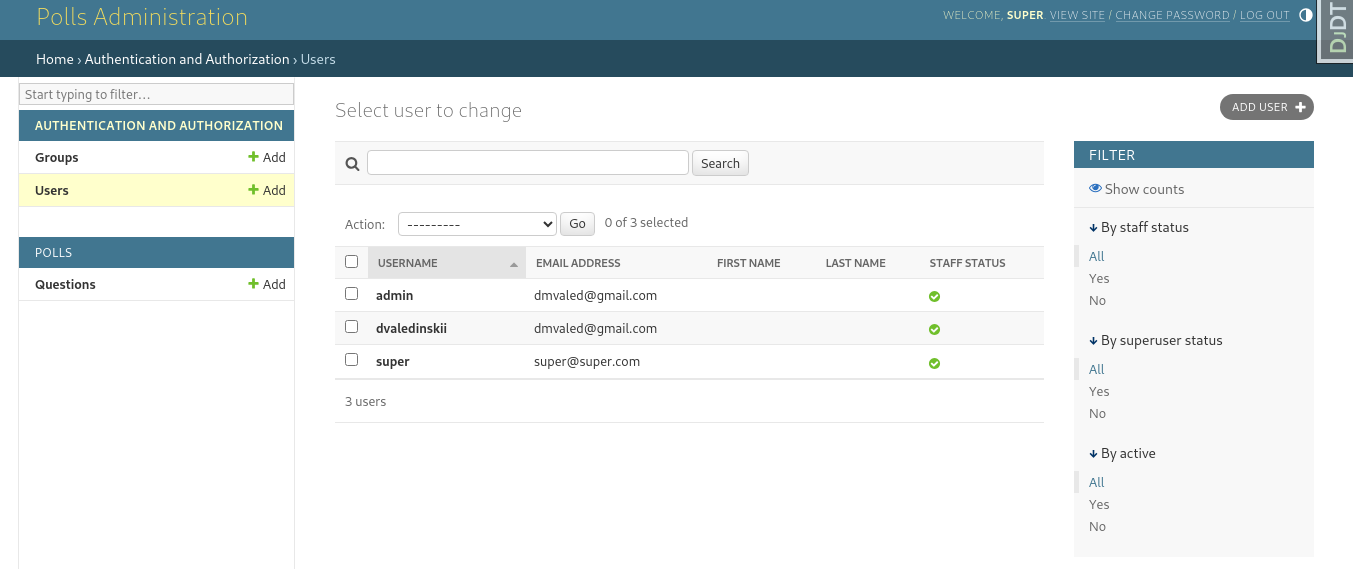 Polls Administration
WELCOME, SUPER. VIEW SITE / CHANGE PASSWORD / LOG OUT
DJDT
Home › Authentication and Authorization › Users
Start typing to filter...
AUTHENTICATION AND AUTHORIZATION
Groups + Add
Users + Add
POLLS
Questions + Add
Select user to change
ADD USER +
Search
Action: --------- Go 0 of 3 selected
USERNAME EMAIL ADDRESS FIRST NAME LAST NAME STAFF STATUS
admin dmvaled@gmail.com
dvaledinskii dmvaled@gmail.com
super super@super.com
3 users
FILTER
Show counts
↓ By staff status
All
Yes
No
↓ By superuser status
All
Yes
No
↓ By active
All
Yes
No